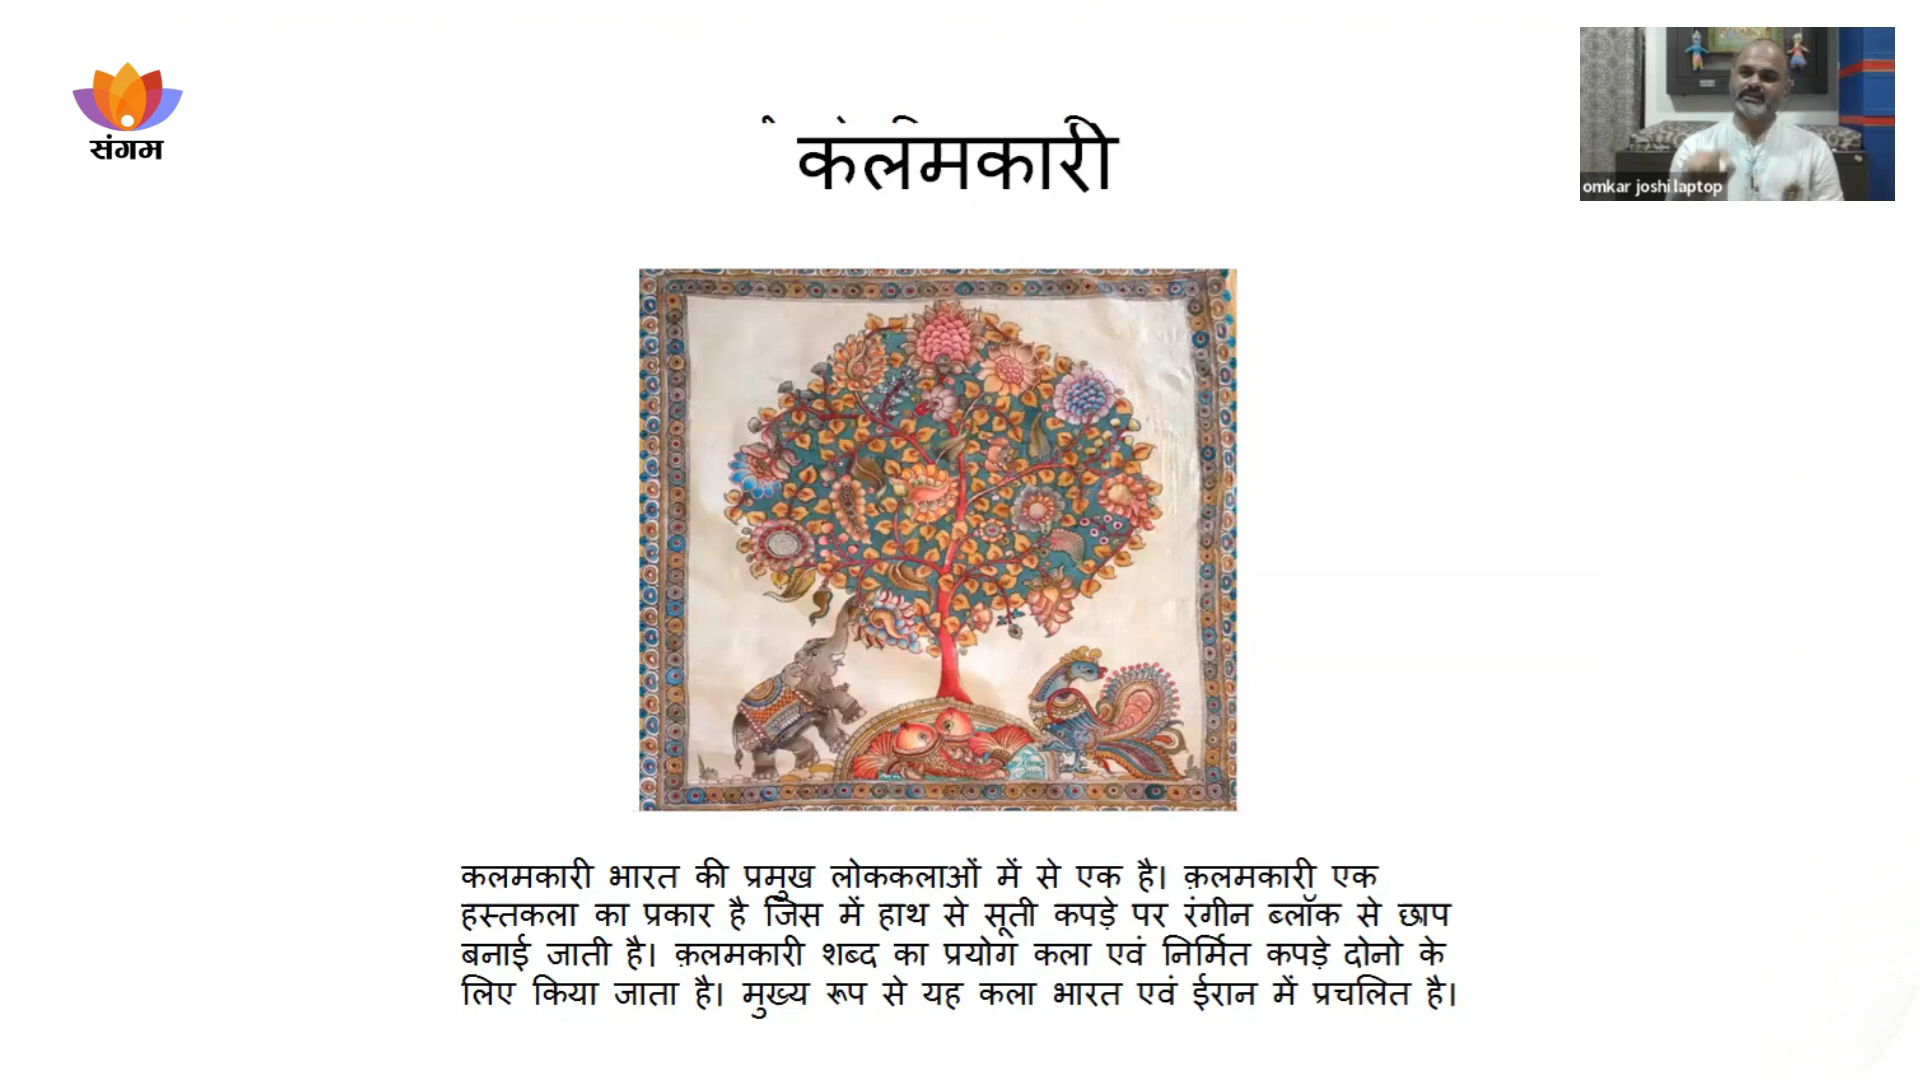 संगम
कलमकारी
omkar joshi laptop
कलमकारी भारत की प्रमुख लोककलाओं में से एक है। क़लमकारी एक
हस्तकला का प्रकार है जिस में हाथ से सूती कपड़े पर रंगीन ब्लॉक से छाप
बनाई जाती है। क़लमकारी शब्द का प्रयोग कला एवं निर्मित कपड़े दोनो के
लिए किया जाता है। मुख्य रूप से यह कला भारत एवं ईरान में प्रचलित है।